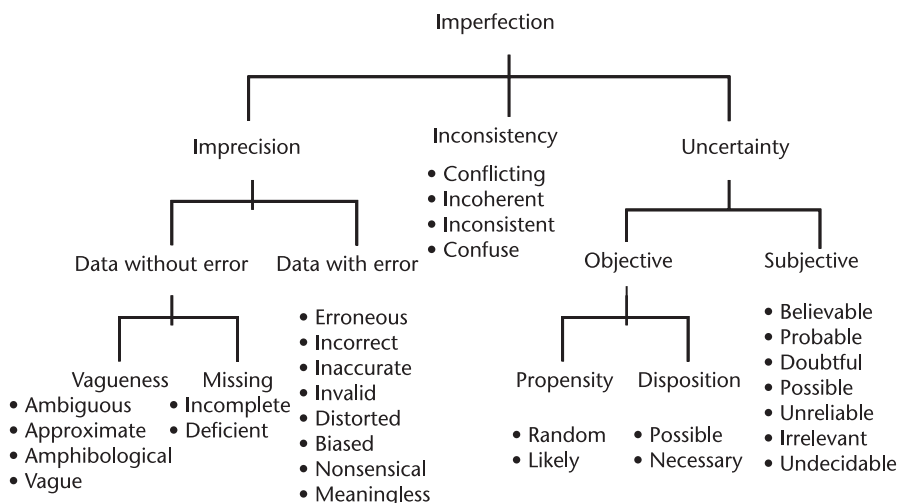 Imperfection
Imprecision
Inconsistency
• Conflicting
• Incoherent
• Inconsistent
• Confuse
Uncertainty
Data without error
Data with error
• Erroneous
• Incorrect
• Inaccurate
• Invalid
• Distorted
• Biased
• Nonsensical
• Meaningless
Vagueness
• Ambiguous
• Approximate
• Amphibological
• Vague
Missing
• Incomplete
• Deficient
Objective
Subjective
• Believable
• Probable
• Doubtful
• Possible
• Unreliable
• Irrelevant
• Undecidable
Propensity
• Random
• Likely
Disposition
• Possible
• Necessary